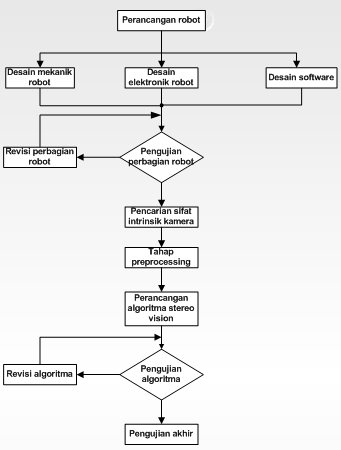 Perancangan robot
Desain mekanik
robot
Desain
elektronik robot
Desain software
Revisi perbagian
robot
Pengujian
perbagian robot
Pencarian sifat
intrinsik kamera
Tahap
preprocessing
Perancangan
algoritma stereo
vision
Revisi algoritma
Pengujian
algoritma
Pengujian akhir